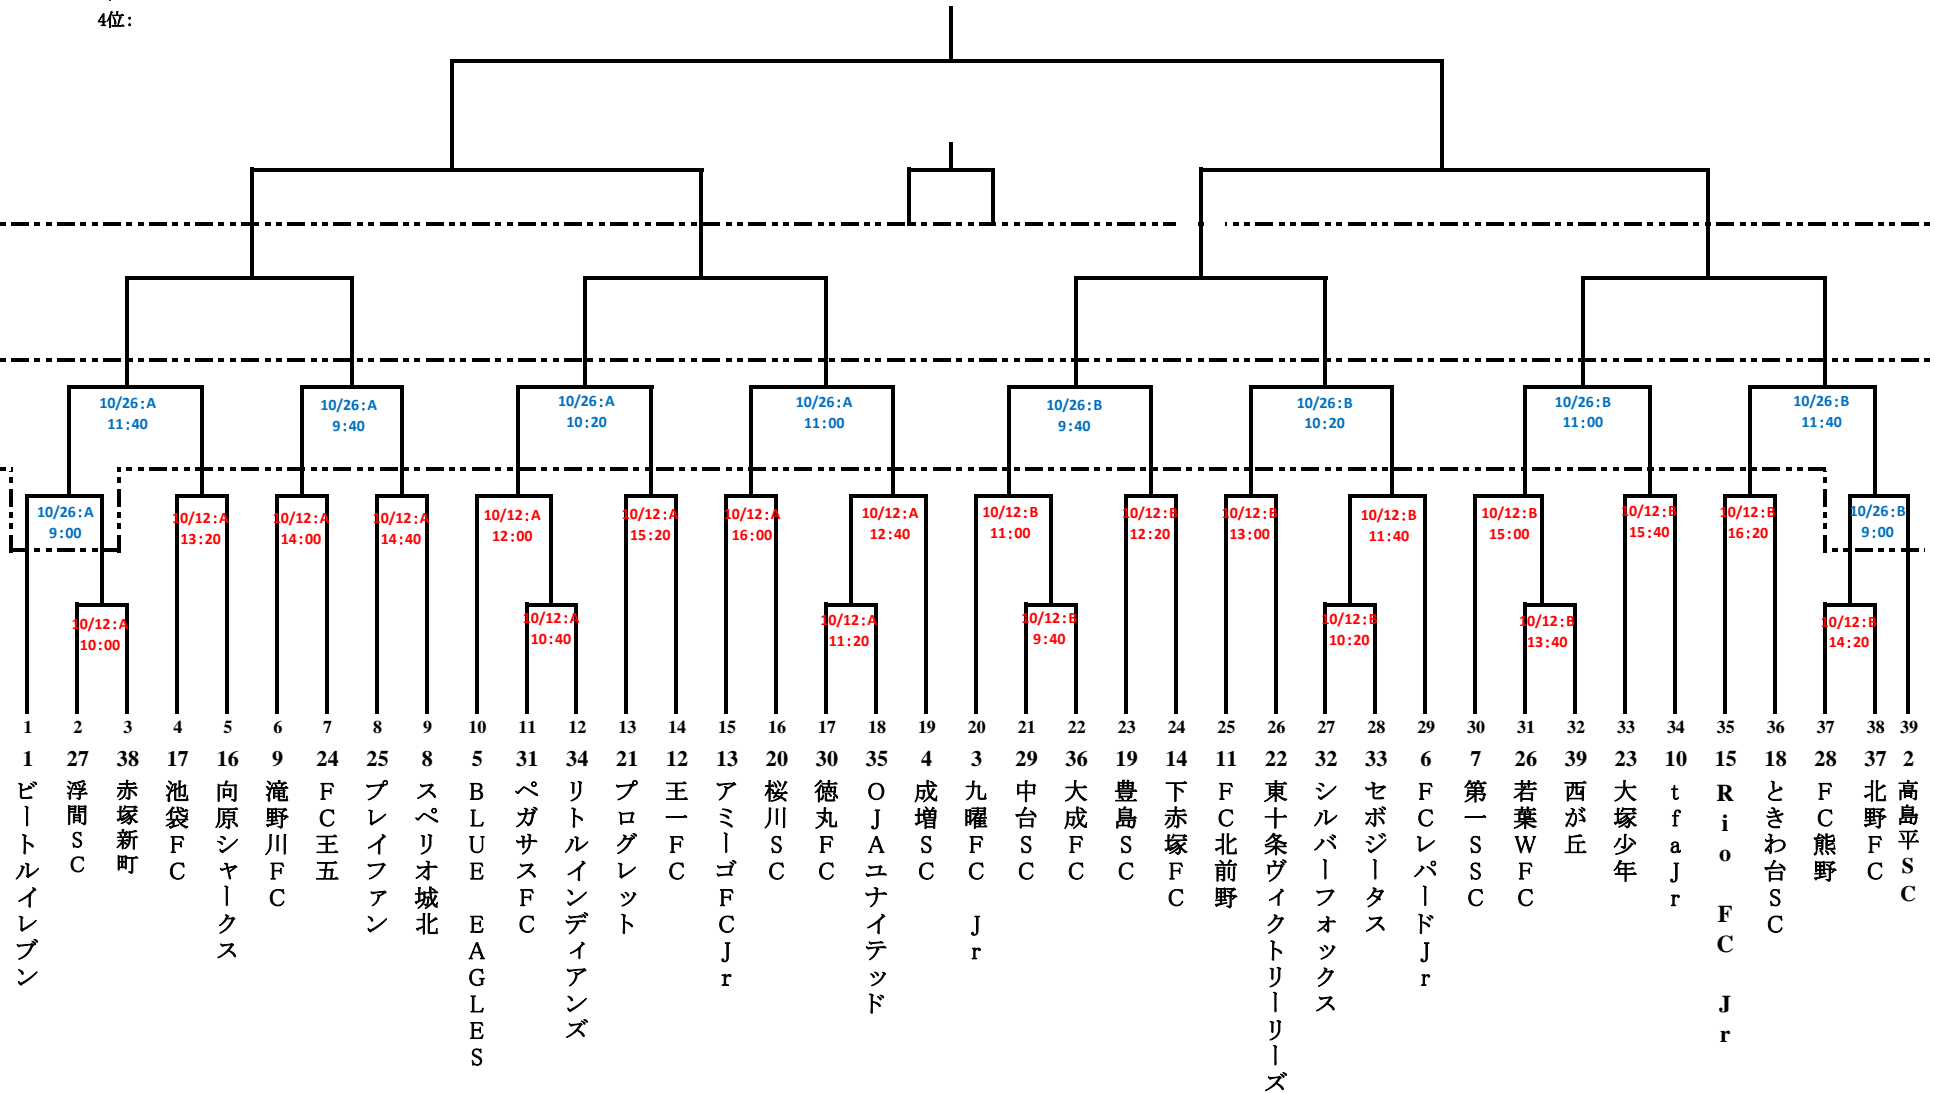 4位:
10/26:A
11:40
10/26:A
9:40
10/26:A
10:20
10/26:A
11:00
10/26:B
9:40
10/26:B
10:20
10/26:B
11:00
10/26:B
11:40
10/26:A
9:00
10/12:A
13:20
10/12:A
14:00
10/12:A
14:40
10/12:A
12:00
10/12:A
15:20
10/12:A
16:00
10/12:A
12:40
10/12:B
11:00
10/12:B
12:20
10/12:B
13:00
10/12:B
11:40
10/12:B
15:00
10/12:B
15:40
10/12:B
16:20
10/26:B
9:00
10/12:A
10:00
10/12:A
10:40
10/12:A
11:20
10/12:B
9:40
10/12:B
10:20
10/12:B
13:40
10/12:B
14:20
1 2 3 4 5 6 7 8 9 10 11 12 13 14 15 16 17 18 19 20 21 22 23 24 25 26 27 28 29 30 31 32 33 34 35 36 37 38 39
1 27 38 17 16 9 24 25 8 5 31 34 21 12 13 20 30 35 4 3 29 36 19 14 11 22 32 33 6 7 26 39 23 10 15 18 28 37 2
ビートルイレブン
浮間SC
赤塚新町
池袋FC
向原シャークス
滝野川FC
FC王五
プレイファン
スペリオ城北
BLUE EAGLES
ペガサスFC
リトルインディアンズ
プログレット
王一FC
アミーゴFCJr
桜川SC
徳丸FC
OJAユナイテッド
成増SC
九曜FC Jr
中台SC
大成FC
豊島SC
下赤塚FC
FC北前野
東十条ヴィクトリーリーズ
シルバーフォックス
セボジータス
FCレパードJr
第一SSC
若葉WFC
西が丘
大塚少年
tfaJr
Rio FC Jr
ときわ台SC
FC熊野
北野FC
高島平SC